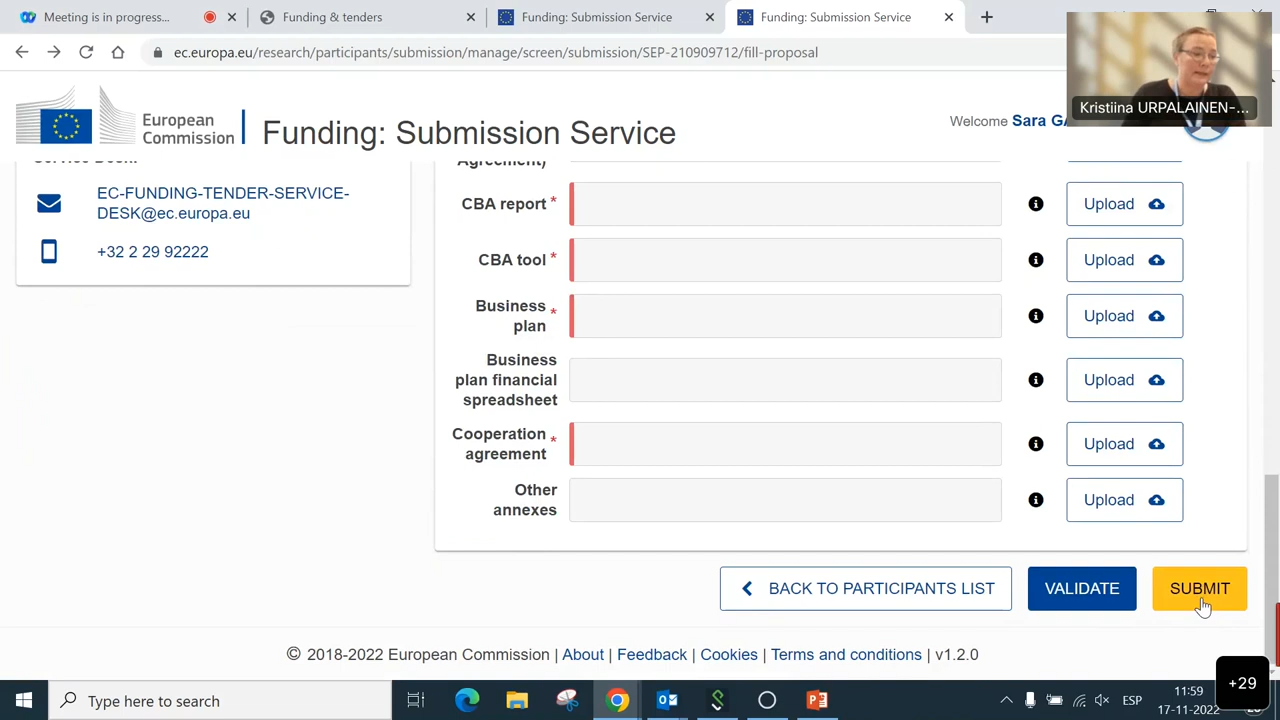 Meeting is in progress...
Funding & tenders
Funding: Submission Service
Funding: Submission Service
ec.europa.eu/research/participants/submission/manage/screen/submission/SEP-210909712/fill-proposal
Kristiina URPALAINEN-...
European
Commission
Funding: Submission Service
Welcome Sara GA
Agreement)
EC-FUNDING-TENDER-SERVICE-
DESK@ec.europa.eu
+32 2 29 92222
CBA report *
Upload
CBA tool *
Upload
Business
plan *
Upload
Business
plan financial
spreadsheet
Upload
Cooperation
agreement *
Upload
Other
annexes
Upload
BACK TO PARTICIPANTS LIST
VALIDATE
SUBMIT
© 2018-2022 European Commission | About | Feedback | Cookies | Terms and conditions | v1.2.0
+29
Type here to search
ESP
11:59
17-11-2022